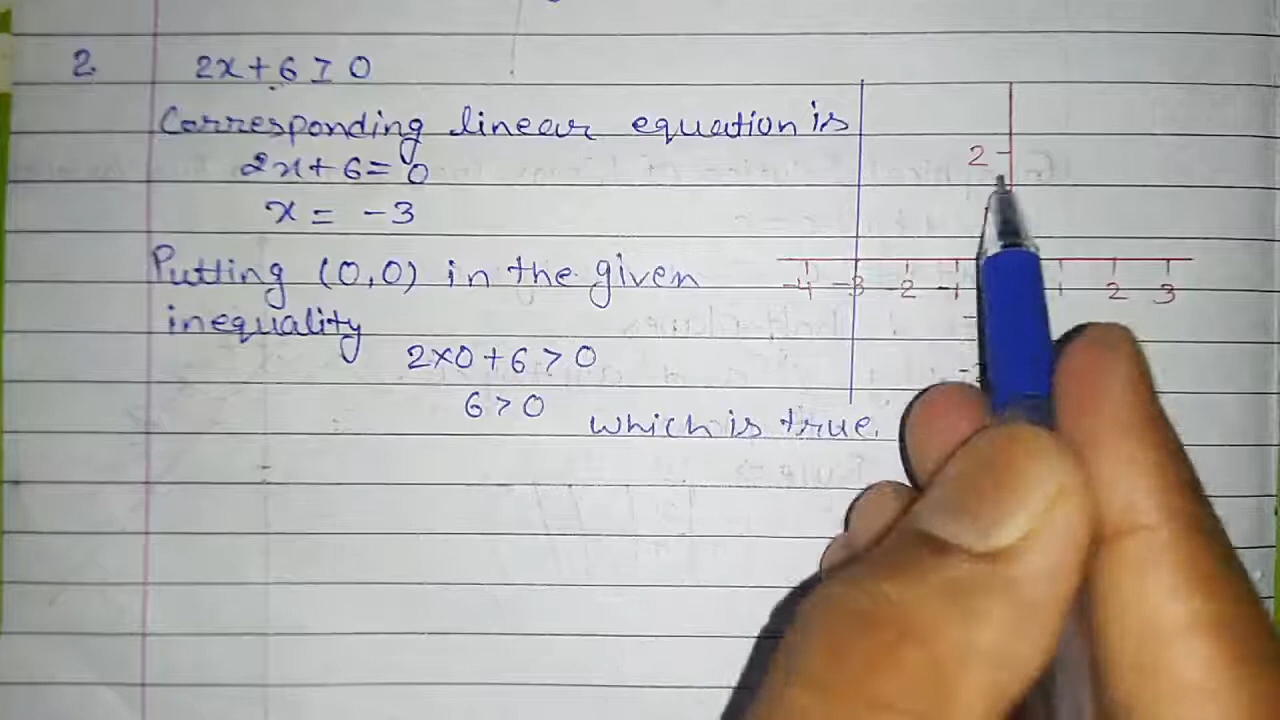 2. 2x + 6 ≥ 0
Corresponding linear equation is
2x + 6 = 0
x = -3
Putting (0,0) in the given
inequality
2×0 + 6 > 0
6 > 0
which is true.
2
-4 -3 -2 -1 1 2 3